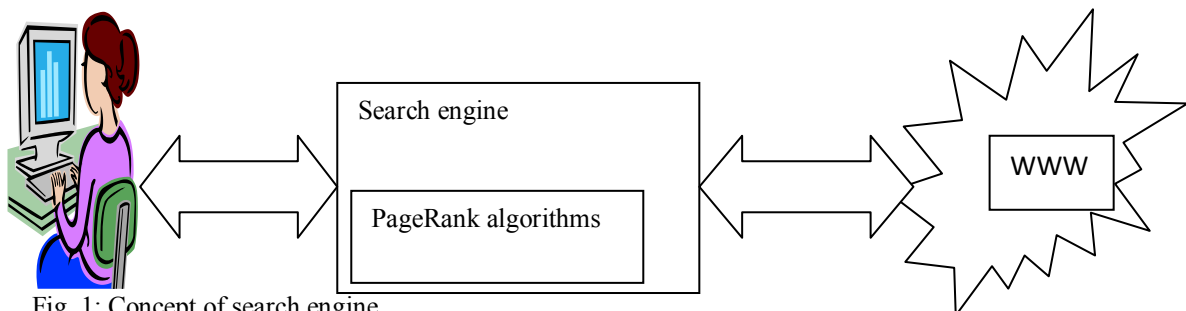 Search engine
PageRank algorithms
WWW
Fig. 1: Concept of search engine